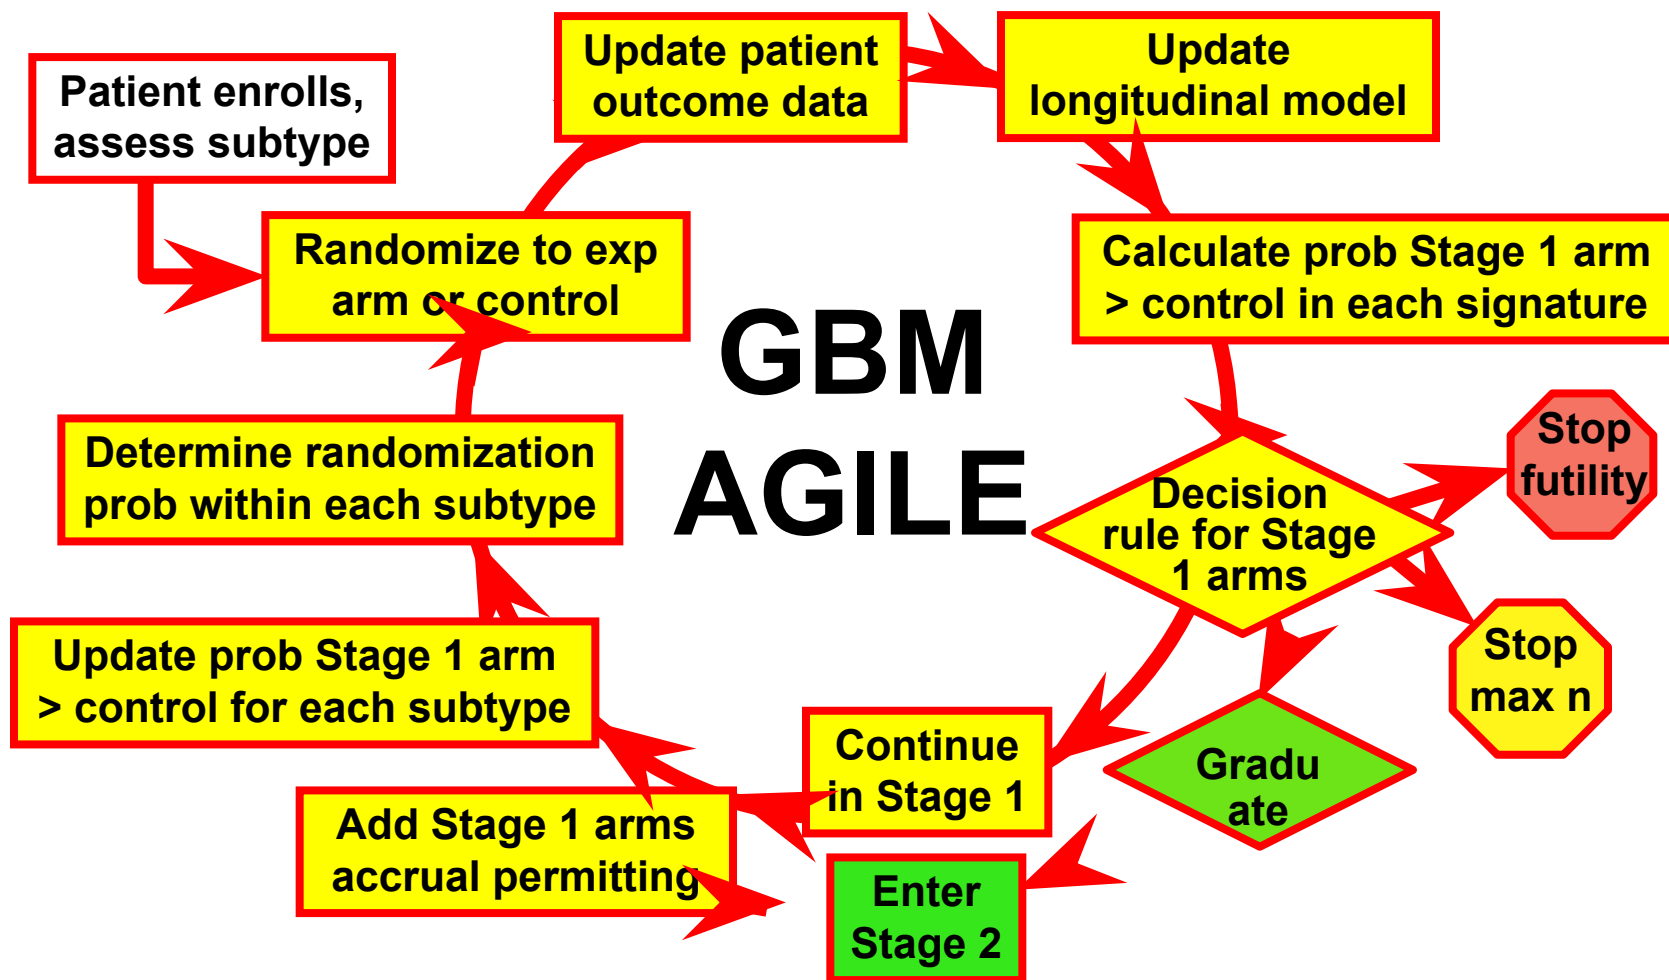 Patient enrolls,
assess subtype
Update patient
outcome data
Update
longitudinal model
Randomize to exp
arm or control
Calculate prob Stage 1 arm
> control in each signature
GBM
AGILE
Determine randomization
prob within each subtype
Decision
rule for Stage
1 arms
Stop
futility
Stop
max n
Update prob Stage 1 arm
> control for each subtype
Continue
in Stage 1
Gradu
ate
Add Stage 1 arms
accrual permitting
Enter
Stage 2